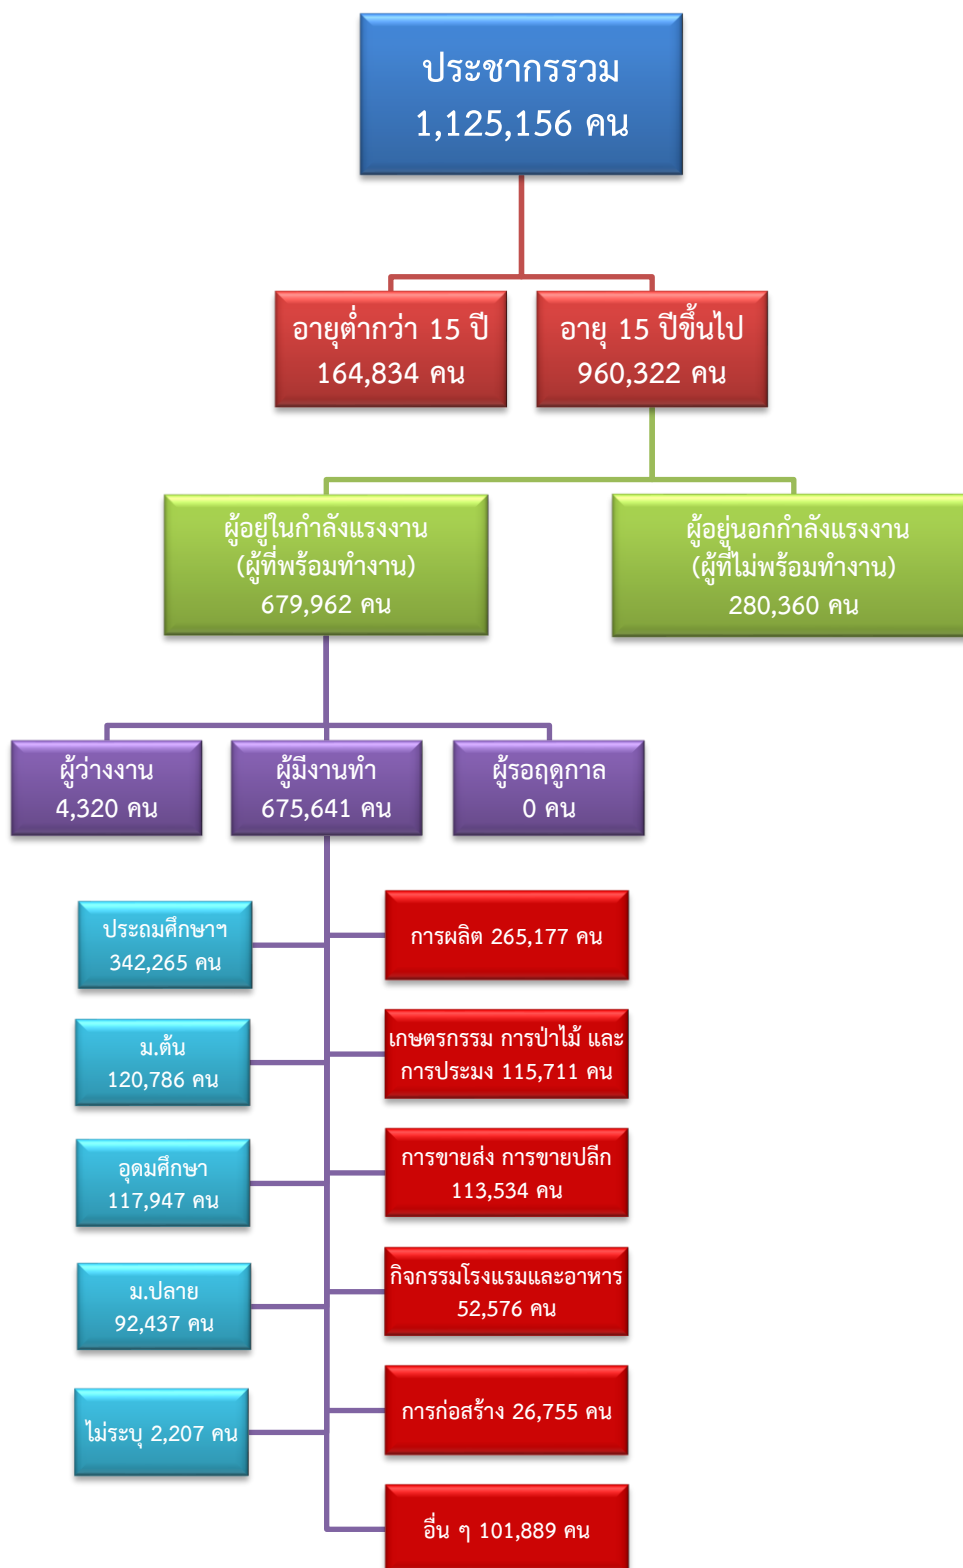 ประชากรรวม
1,125,156 คน
อายุต่ำกว่า 15 ปี
164,834 คน
อายุ 15 ปีขึ้นไป
960,322 คน
ผู้อยู่ในกำลังแรงงาน
(ผู้ที่พร้อมทำงาน)
679,962 คน
ผู้อยู่นอกกำลังแรงงาน
(ผู้ที่ไม่พร้อมทำงาน)
280,360 คน
ผู้ว่างงาน
4,320 คน
ผู้มีงานทำ
675,641 คน
ผู้รอฤดูกาล
0 คน
ประถมศึกษาฯ
342,265 คน
ม.ต้น
120,786 คน
อุดมศึกษา
117,947 คน
ม.ปลาย
92,437 คน
ไม่ระบุ 2,207 คน
การผลิต 265,177 คน
เกษตรกรรม การป่าไม้ และ
การประมง 115,711 คน
การขายส่ง การขายปลีก
113,534 คน
กิจกรรมโรงแรมและอาหาร
52,576 คน
การก่อสร้าง 26,755 คน
อื่น ๆ 101,889 คน